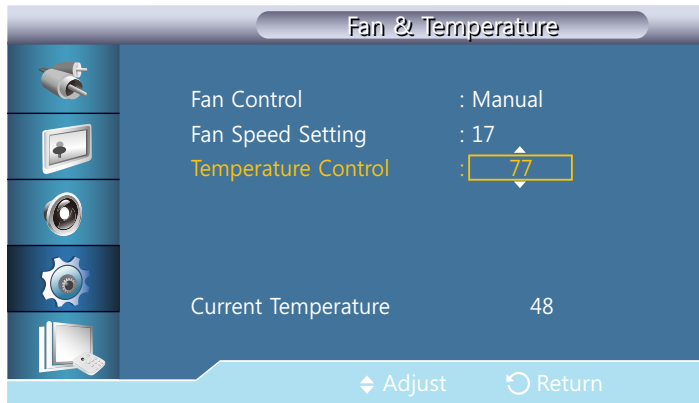 Fan & Temperature
Fan Control : Manual
Fan Speed Setting : 17
Temperature Control : 77
Current Temperature 48
Adjust Return